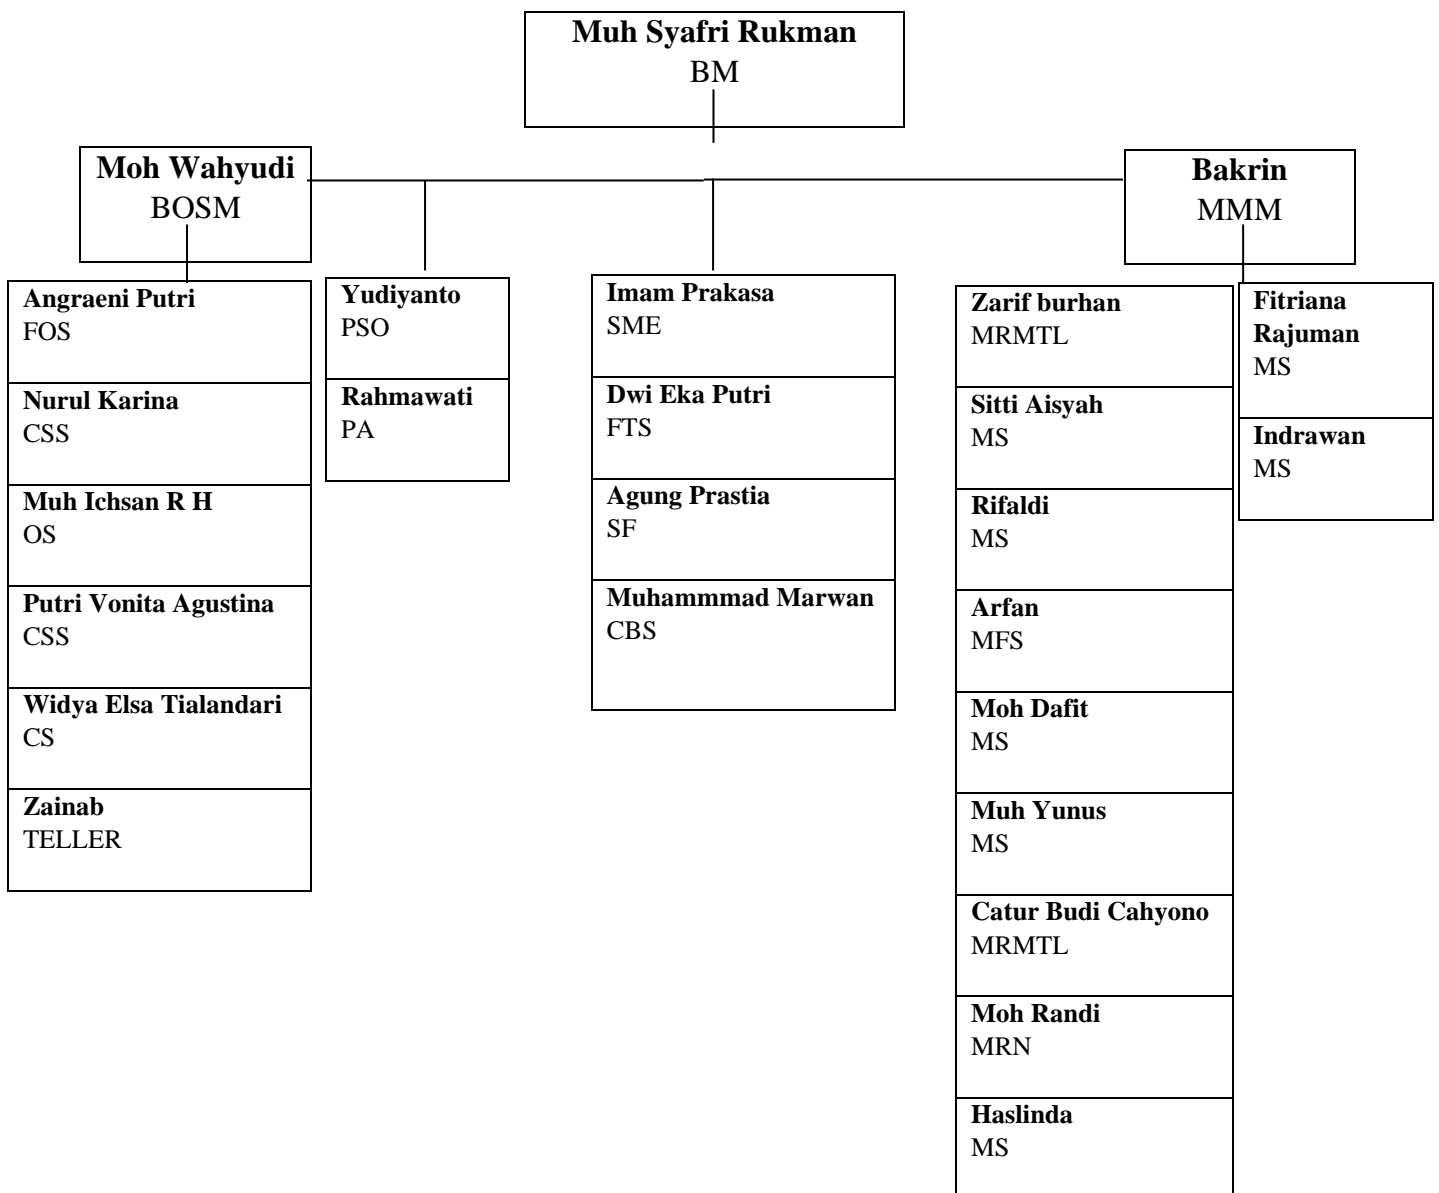 Muh Syafri Rukman
BM
Moh Wahyudi
BOSM
Bakrin
MMM
Angraeni Putri
FOS
Nurul Karina
CSS
Muh Ichsan R H
OS
Putri Vonita Agustina
CSS
Widya Elsa Tialandari
CS
Zainab
TELLER
Yudiyanto
PSO
Rahmawati
PA
Imam Prakasa
SME
Dwi Eka Putri
FTS
Agung Prastia
SF
Muhammmad Marwan
CBS
Zarif burhan
MRMTL
Sitti Aisyah
MS
Rifaldi
MS
Arfan
MFS
Moh Dafit
MS
Muh Yunus
MS
Catur Budi Cahyono
MRMTL
Moh Randi
MRN
Haslinda
MS
Fitriana
Rajuman
MS
Indrawan
MS